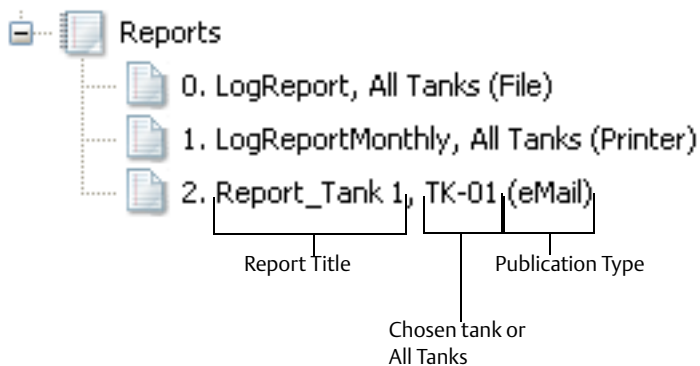 Reports
0. LogReport, All Tanks (File)
1. LogReportMonthly, All Tanks (Printer)
2. Report_Tank 1, TK-01 (eMail)
Report Title
Publication Type
Chosen tank or
All Tanks